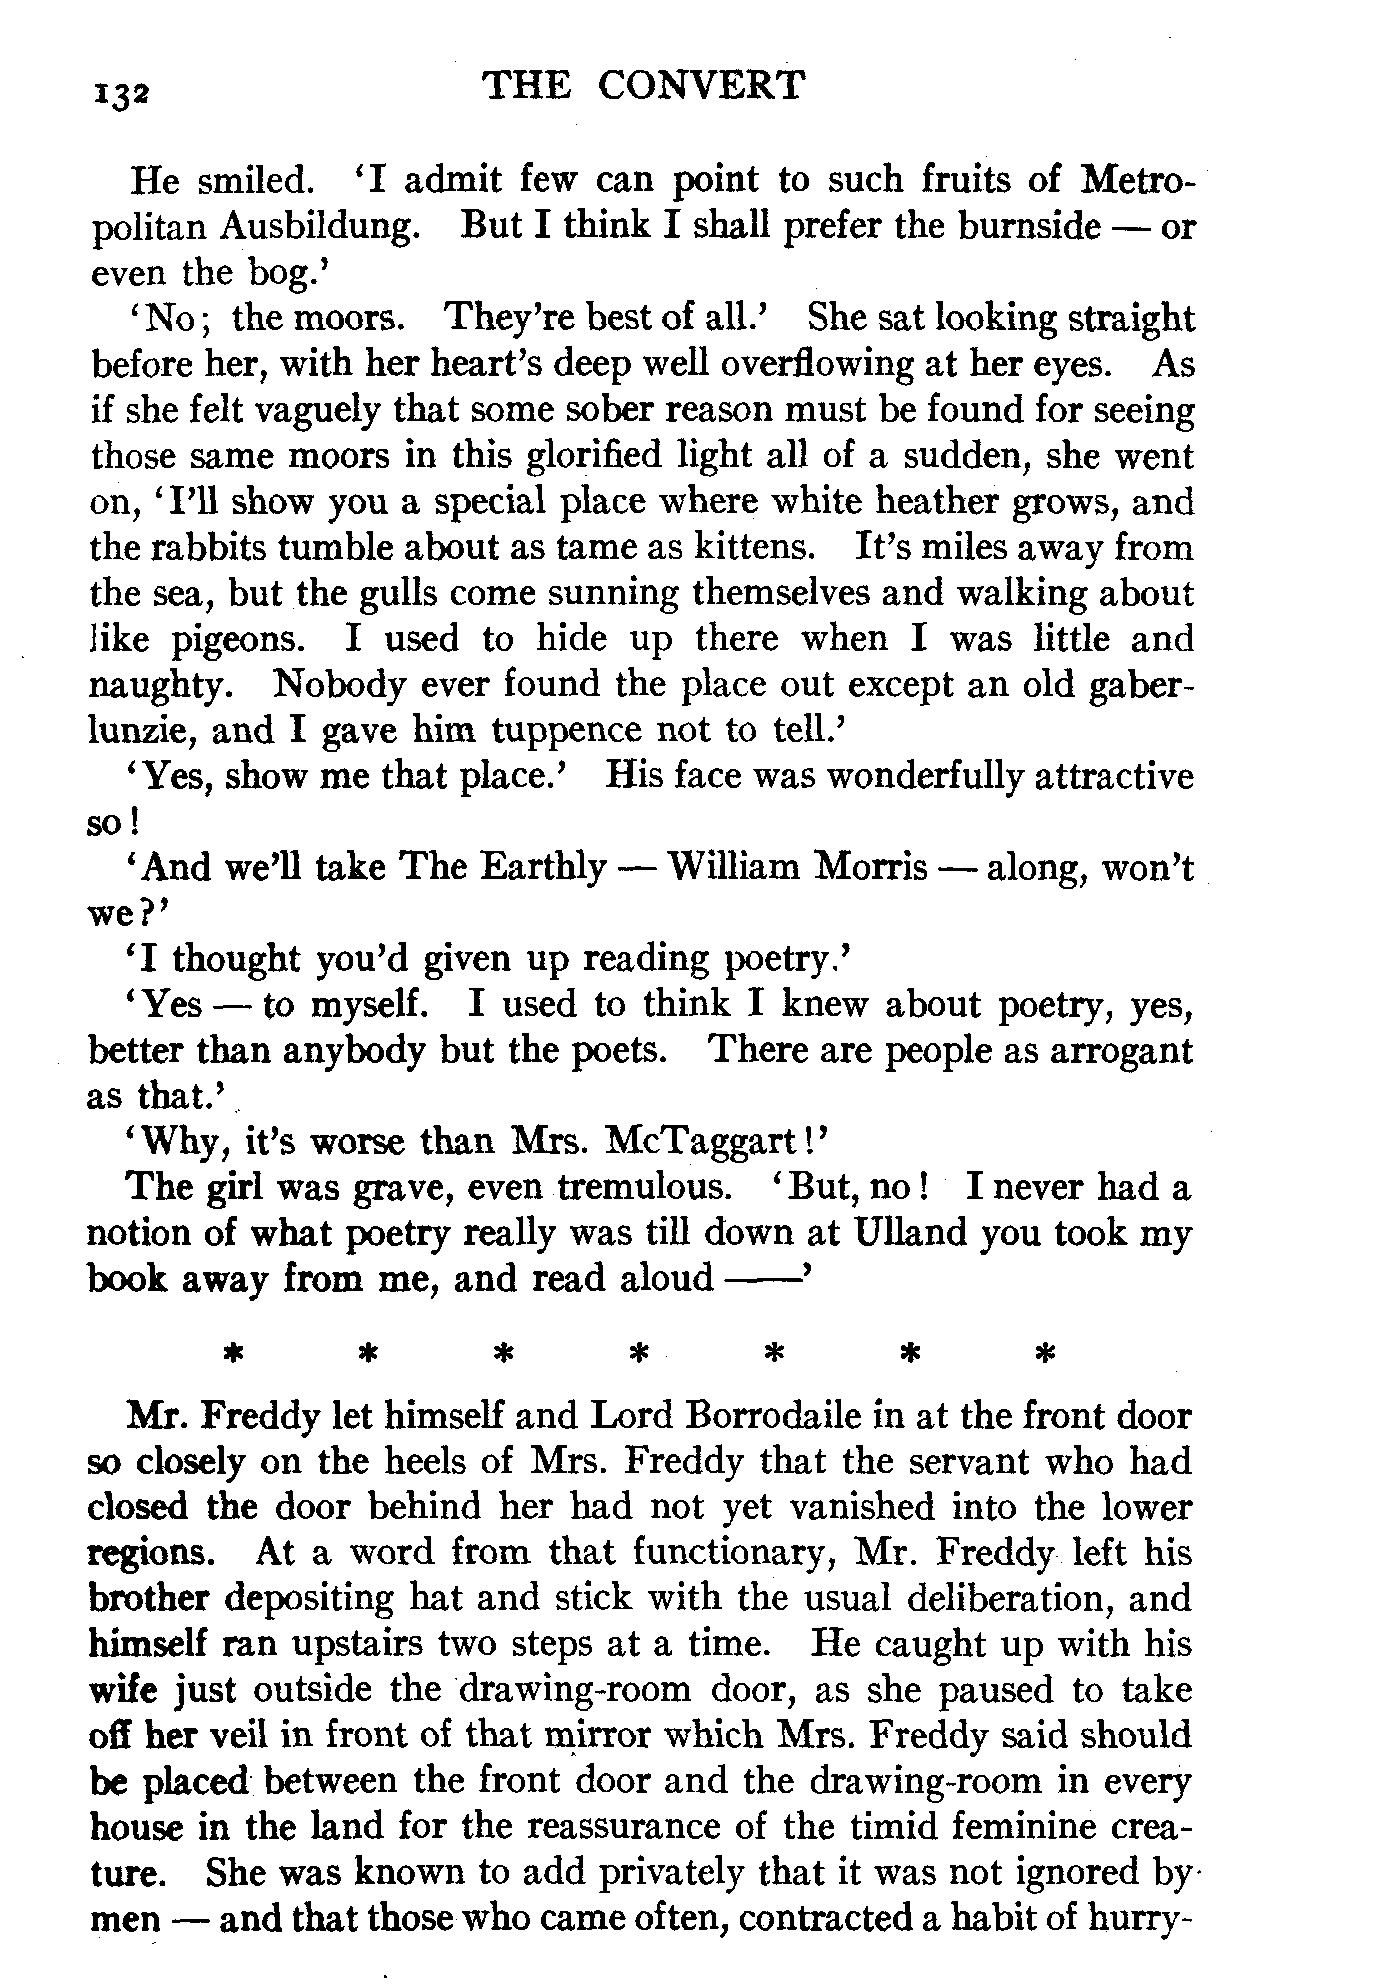 132 THE CONVERT
He smiled. ‘I admit few can point to such fruits of Metro-
politan Ausbildung. But I think I shall prefer the burnside — or
even the bog.’
‘No; the moors. They’re best of all.’ She sat looking straight
before her, with her heart’s deep well overflowing at her eyes. As
if she felt vaguely that some sober reason must be found for seeing
those same moors in this glorified light all of a sudden, she went
on, ‘I’ll show you a special place where white heather grows, and
the rabbits tumble about as tame as kittens. It’s miles away from
the sea, but the gulls come sunning themselves and walking about
like pigeons. I used to hide up there when I was little and
naughty. Nobody ever found the place out except an old gaber-
lunzie, and I gave him tuppence not to tell.’
‘Yes, show me that place.’ His face was wonderfully attractive
so!
‘And we’ll take The Earthly — William Morris — along, won’t
we?’
‘I thought you’d given up reading poetry.’
‘Yes — to myself. I used to think I knew about poetry, yes,
better than anybody but the poets. There are people as arrogant
as that.’
‘Why, it’s worse than Mrs. McTaggart!’
The girl was grave, even tremulous. ‘But, no! I never had a
notion of what poetry really was till down at Ulland you took my
book away from me, and read aloud ——’
* * * * * * *
Mr. Freddy let himself and Lord Borrodaile in at the front door
so closely on the heels of Mrs. Freddy that the servant who had
closed the door behind her had not yet vanished into the lower
regions. At a word from that functionary, Mr. Freddy left his
brother depositing hat and stick with the usual deliberation, and
himself ran upstairs two steps at a time. He caught up with his
wife just outside the drawing-room door, as she paused to take
off her veil in front of that mirror which Mrs. Freddy said should
be placed between the front door and the drawing-room in every
house in the land for the reassurance of the timid feminine crea-
ture. She was known to add privately that it was not ignored by
men — and that those who came often, contracted a habit of hurry-